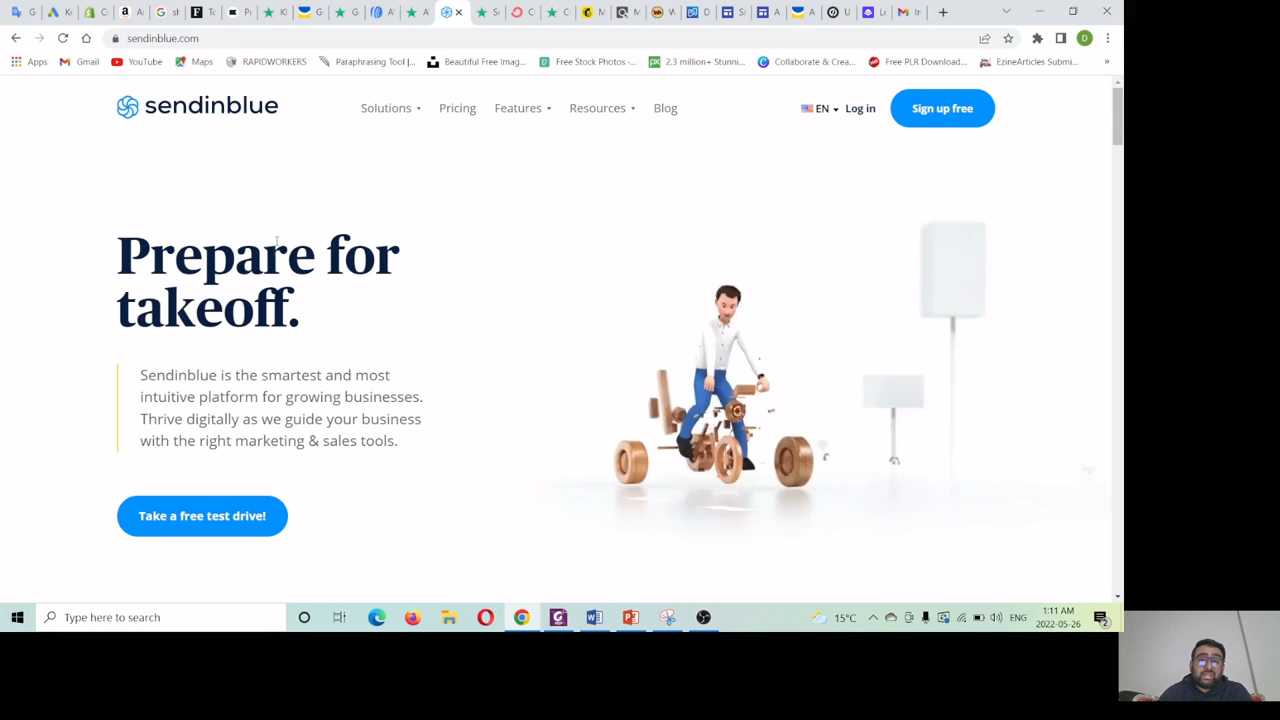 sendinblue.com
Apps
Gmail
YouTube
Maps
RAPIDWORKERS
Paraphrasing Tool |...
Beautiful Free Imag...
Free Stock Photos -...
2.3 million+ Stunni...
Collaborate & Crea...
Free PLR Download...
EzineArticles Submi...
sendinblue
Solutions
Pricing
Features
Resources
Blog
EN
Log in
Sign up free
Prepare for
takeoff.
Sendinblue is the smartest and most
intuitive platform for growing businesses.
Thrive digitally as we guide your business
with the right marketing & sales tools.
Take a free test drive!
Type here to search
15°C
ENG
1:11 AM
2022-05-26